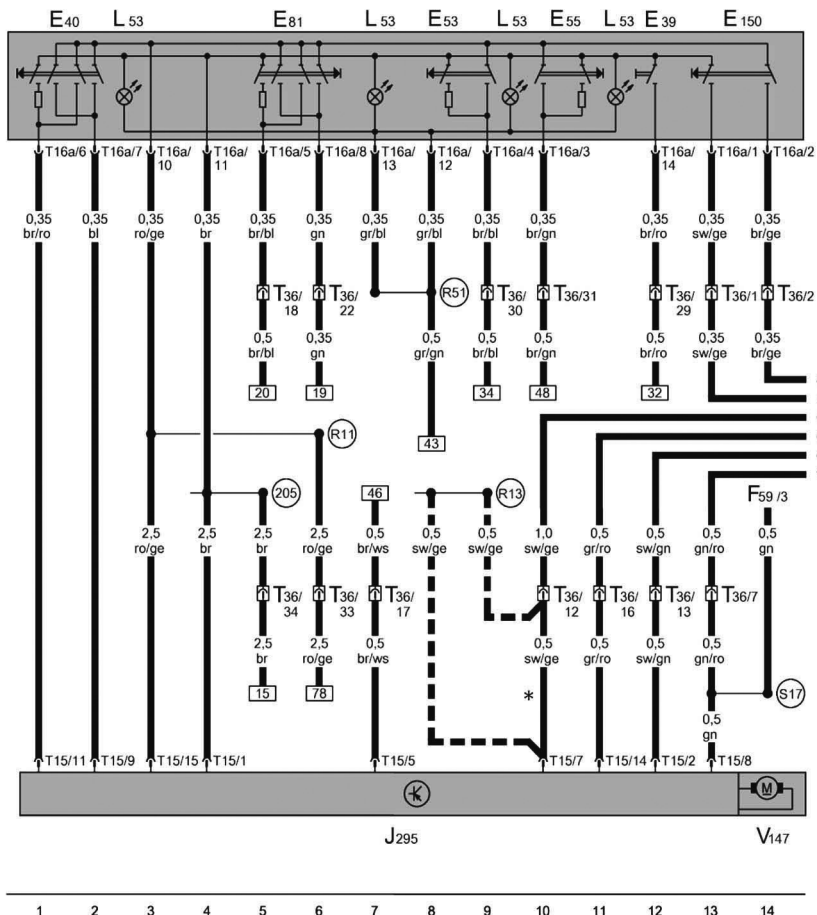 E40 L 53 E81 L 53 E53 L 53 E55 L 53 E 39 E 150
T16a/6 T16a/7 T16a/10 T16a/11 T16a/5 T16a/8 T16a/13 T16a/12 T16a/4 T16a/3 T16a/14 T16a/1 T16a/2
0,35 0,35 0,35 0,35 0,35 0,35 0,35 0,35 0,35 0,35 0,35 0,35 0,35
br/ro bl ro/ge br br/bl gn gr/bl gr/bl br/bl br/gn br/ro sw/ge br/ge
T36/18 T36/22 R51 T36/30 T36/31 T36/29 T36/1 T36/2
0,5 0,35 0,5 0,5 0,5 0,5 0,35 0,35
br/bl gn gr/gn br/bl br/gn br/ro sw/ge br/ge
20 19 34 48 32
43
R11
205 46 R13 F59 /3
2,5 2,5 2,5 2,5 0,5 0,5 0,5 1,0 0,5 0,5 0,5 0,5
ro/ge br br ro/ge br/ws sw/ge sw/ge sw/ge gr/ro sw/gn gn/ro gn
T36/34 T36/33 T36/17 T36/12 T36/16 T36/13 T36/7
2,5 2,5 0,5 0,5 0,5 0,5 0,5
br ro/ge br/ws sw/ge gr/ro sw/gn gn/ro
15 78 * S17
0,5
gn
T15/11 T15/9 T15/15 T15/1 T15/5 T15/7 T15/14 T15/2 T15/8
M
J295 V147
1 2 3 4 5 6 7 8 9 10 11 12 13 14